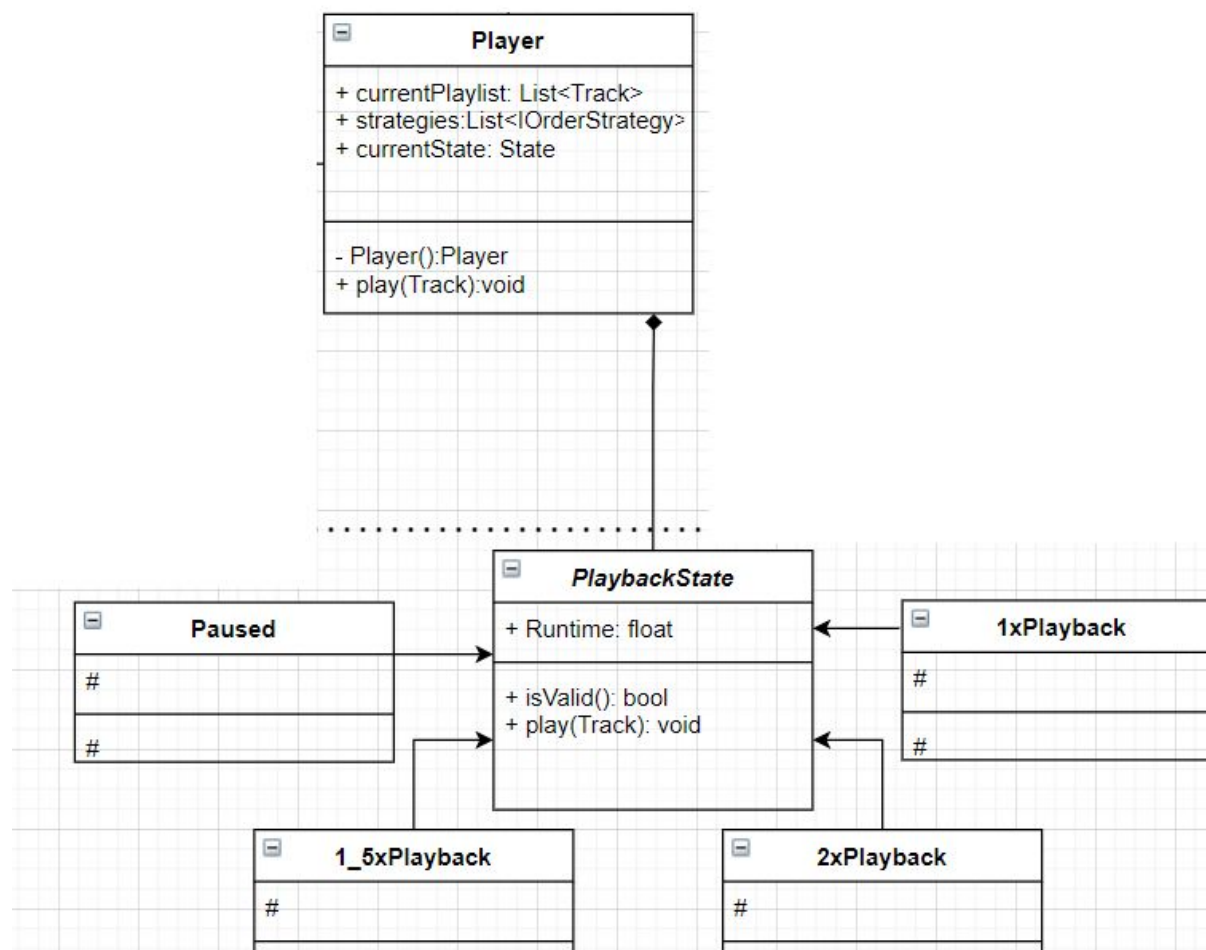 Player
+ currentPlaylist: List<Track>
+ strategies:List<IOrderStrategy>
+ currentState: State
- Player():Player
+ play(Track):void
PlaybackState
+ Runtime: float
+ isValid(): bool
+ play(Track): void
Paused
#
#
1xPlayback
#
#
1_5xPlayback
#
2xPlayback
#